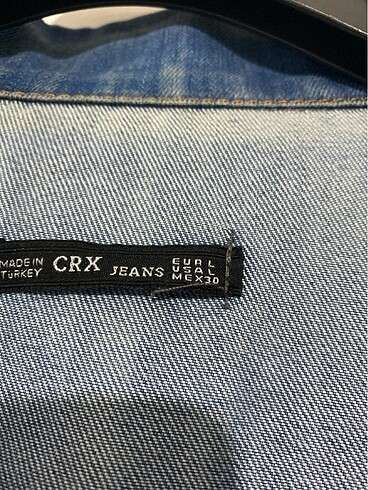 MADE IN
TURKEY
CRX JEANS
EUR L
USA L
MEX 30